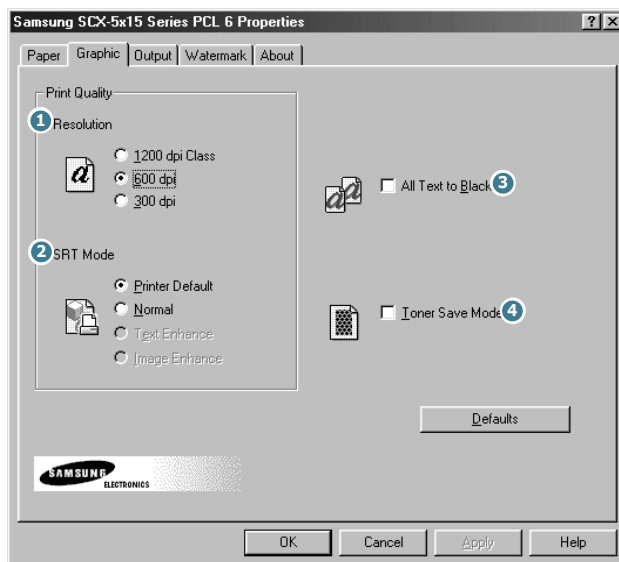 Samsung SCX-5x15 Series PCL 6 Properties
Paper Graphic Output Watermark About
Print Quality
1 Resolution
1200 dpi Class
600 dpi
300 dpi
All Text to Black 3
2 SRT Mode
Printer Default
Normal
Text Enhance
Image Enhance
Toner Save Mode 4
Defaults
SAMSUNG
ELECTRONICS
OK Cancel Apply Help